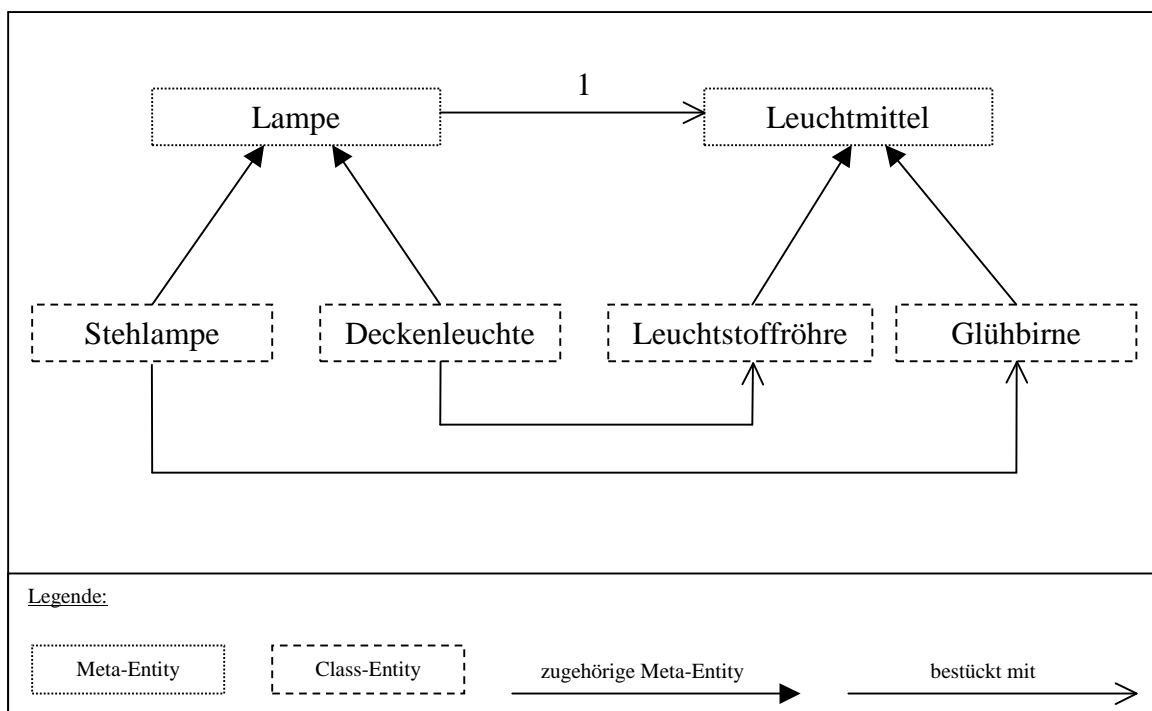 1
Lampe
Leuchtmittel
Stehlampe
Deckenleuchte
Leuchtstoffröhre
Glühbirne
Legende:
Meta-Entity
Class-Entity
zugehörige Meta-Entity
bestückt mit